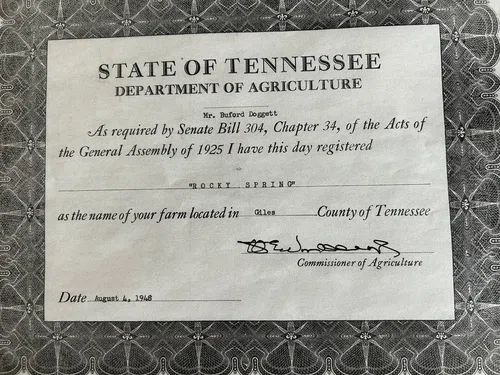 STATE OF TENNESSEE
DEPARTMENT OF AGRICULTURE
Mr. Buford Doggett
As required by Senate Bill 304, Chapter 34, of the Acts of
the General Assembly of 1925 I have this day registered
"ROCKY SPRING"
as the name of your farm located in Giles County of Tennessee
Commissioner of Agriculture
Date August 4, 1948